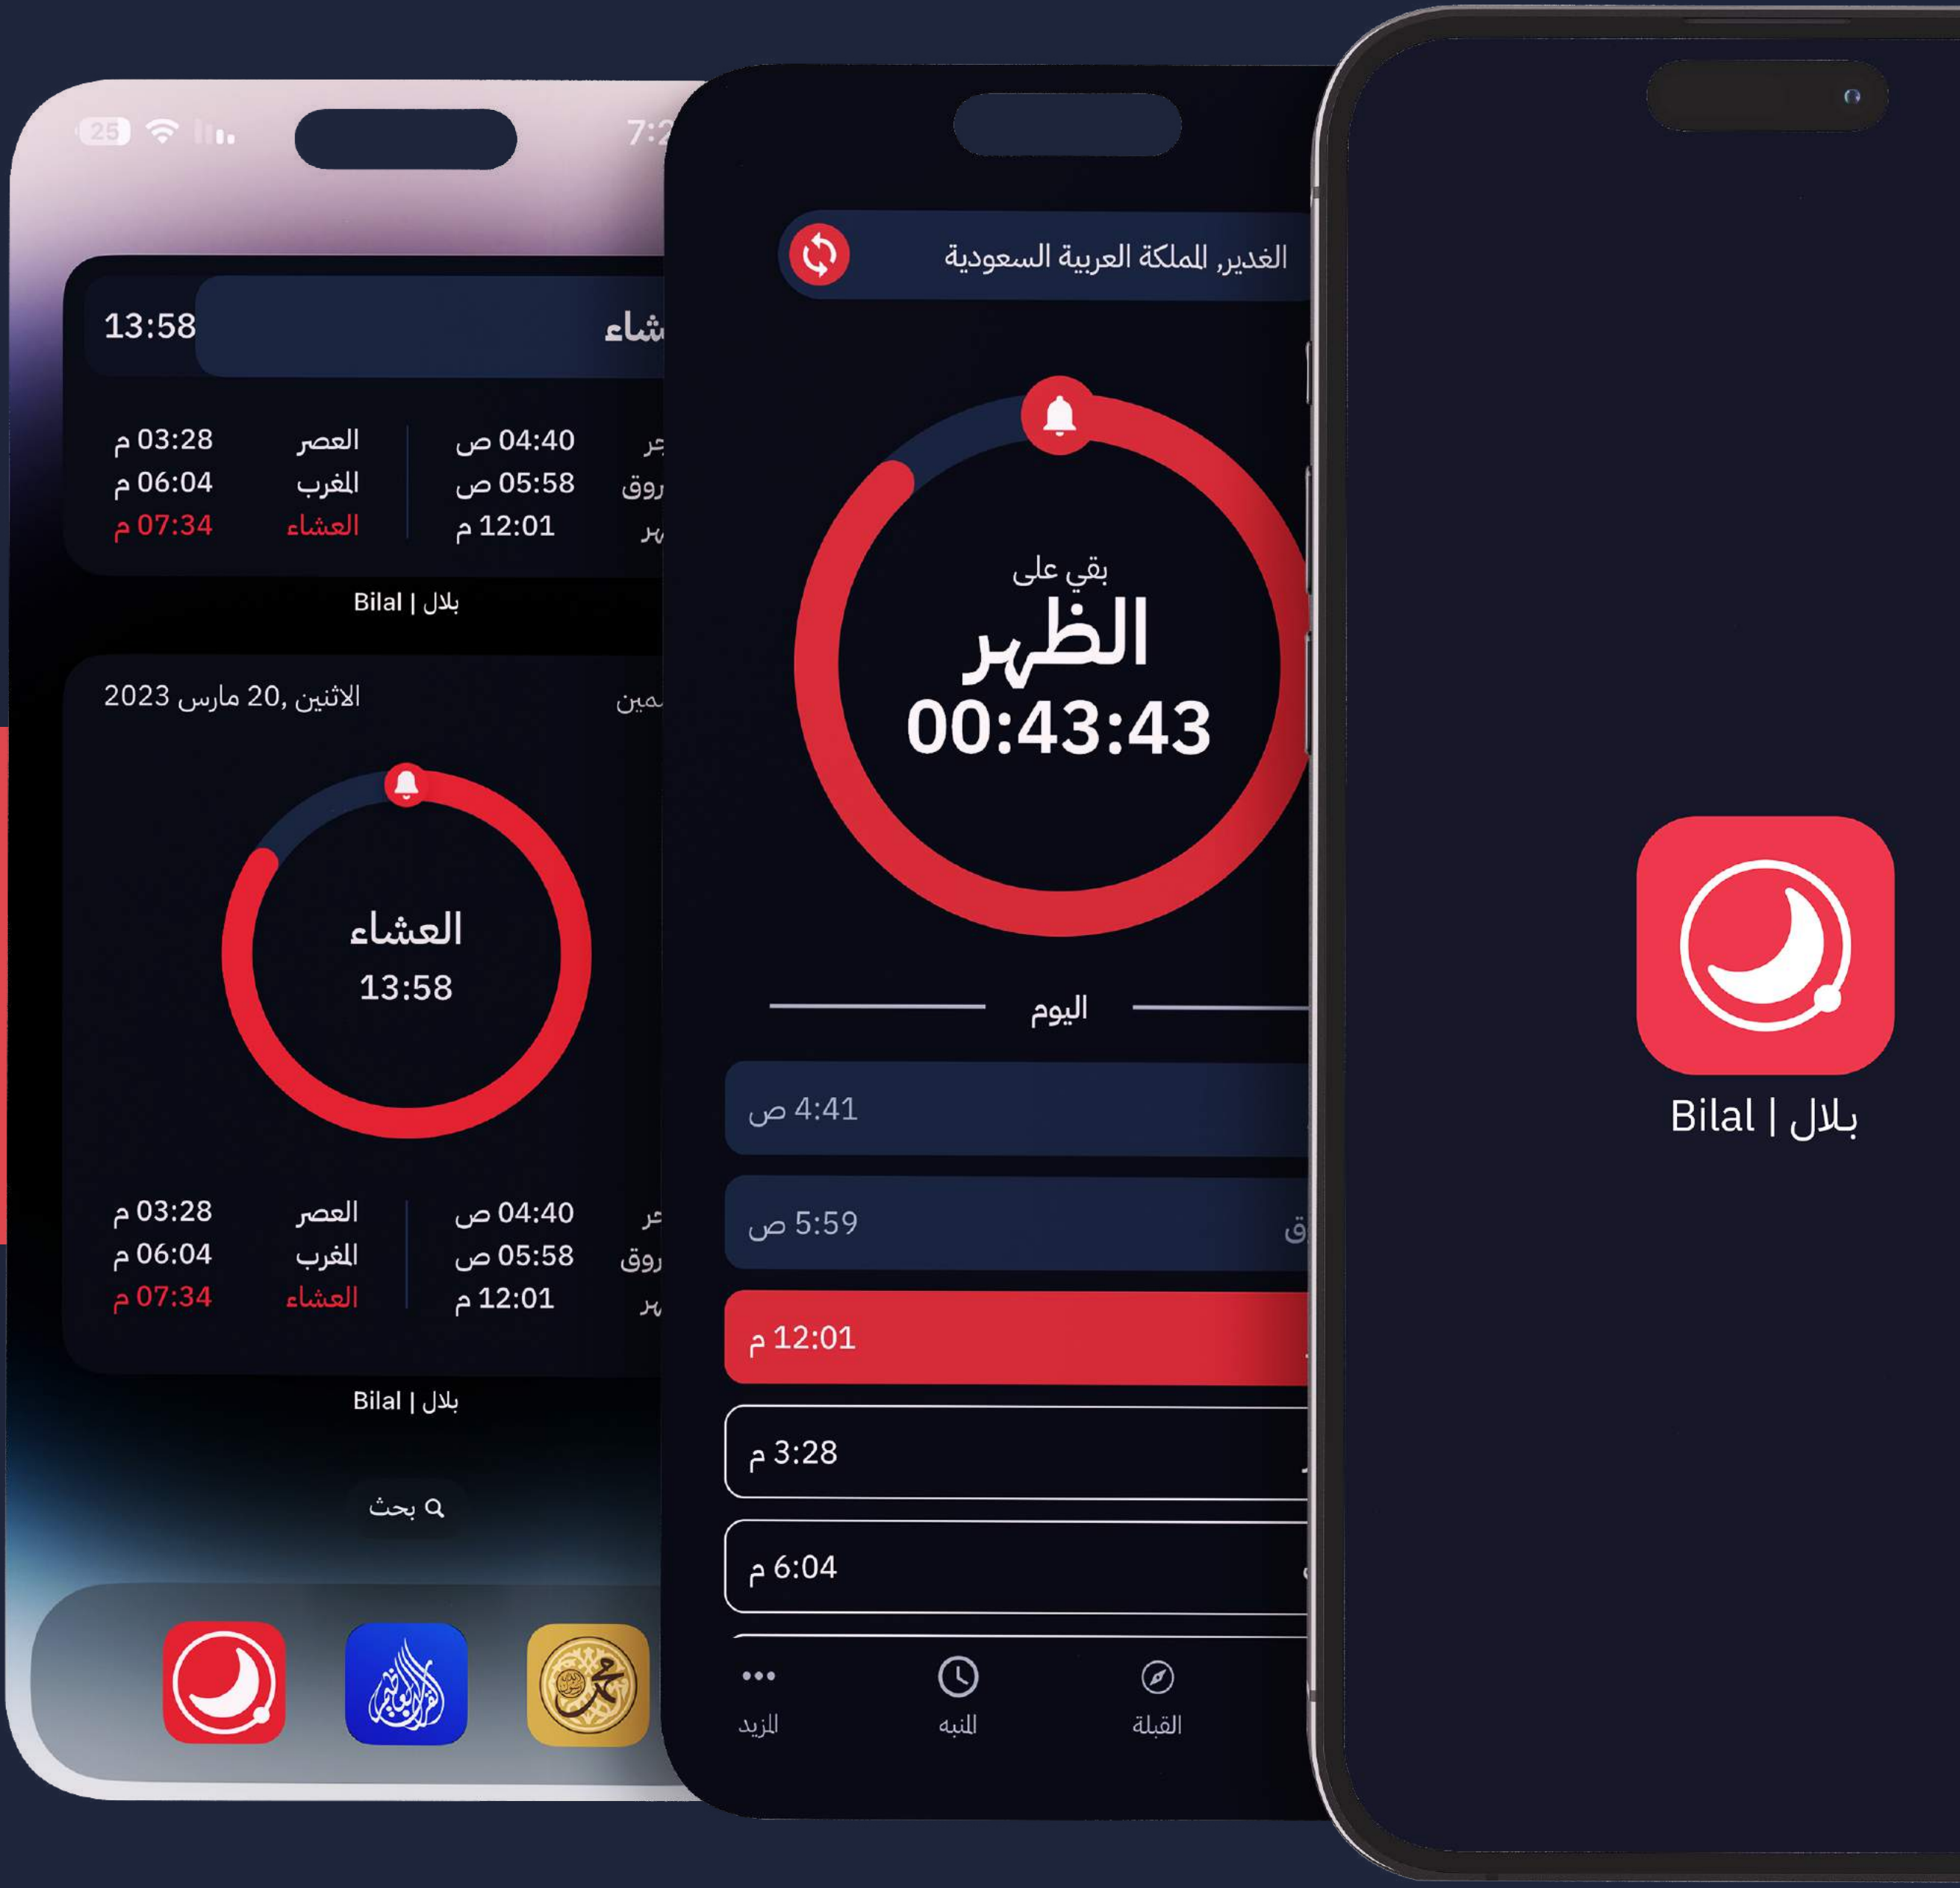 25
13:58
04:40 ص العصر 03:28 م
05:58 ص المغرب 06:04 م
12:01 م العشاء 07:34 م
بلال | Bilal
الاثنين ,20 مارس 2023
العشاء
13:58
04:40 ص العصر 03:28 م
05:58 ص المغرب 06:04 م
12:01 م العشاء 07:34 م
بلال | Bilal
بحث
الغدير, المملكة العربية السعودية
بقي على
الظهر
00:43:43
اليوم
4:41 ص
5:59 ص
12:01 م
3:28 م
6:04 م
القبلة المنبه المزيد
بلال | Bilal